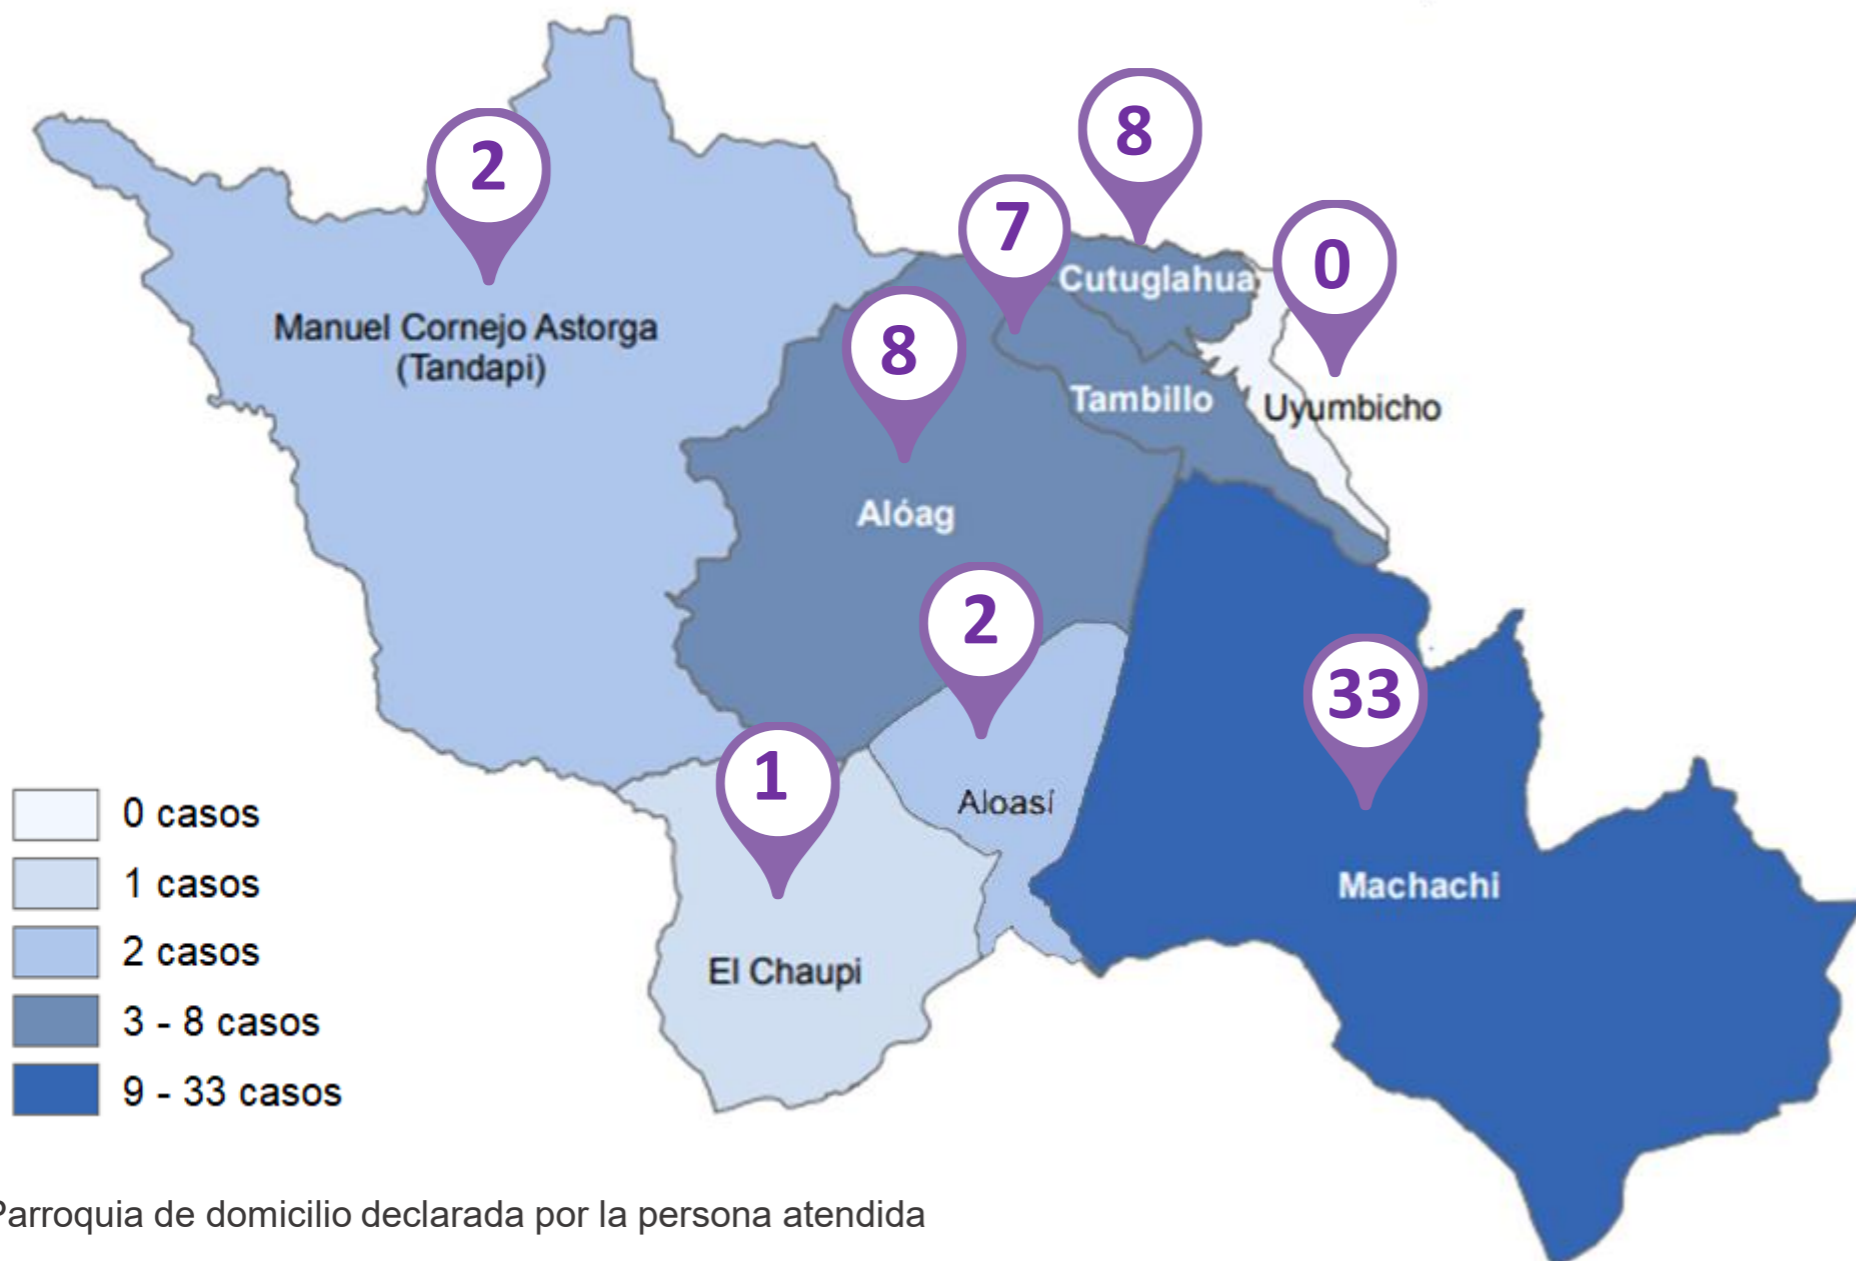 8
2
7
0
Cutuglahua
Manuel Cornejo Astorga
(Tandapi)
8
Tambillo
Uyumbicho
Alóag
2
33
1
Aloasí
Machachi
El Chaupi
0 casos
1 casos
2 casos
3 - 8 casos
9 - 33 casos
Parroquia de domicilio declarada por la persona atendida